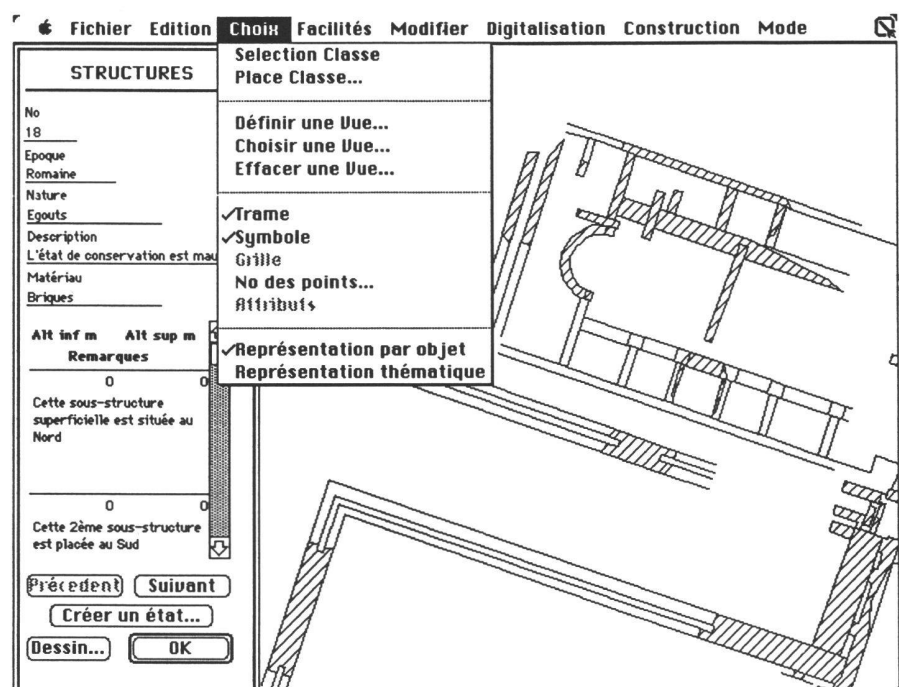 Fichier Edition Choix Facilités Modifier Digitalisation Construction Mode
STRUCTURES
No
18
Epoque
Romaine
Nature
Egouts
Description
L'état de conservation est mau
Matériau
Briques
Alt inf m Alt sup m
Remarques
0 0
Cette sous-structure
superficielle est située au
Nord
0 0
Cette 2ème sous-structure
est placée au Sud
Précedent Suivant
Créer un état...
Dessin... OK
Selection Classe
Place Classe...
Définir une Vue...
Choisir une Vue...
Effacer une Vue...
✓Trame
✓Symbole
Grille
No des points...
Attributs
✓Représentation par objet
Représentation thématique